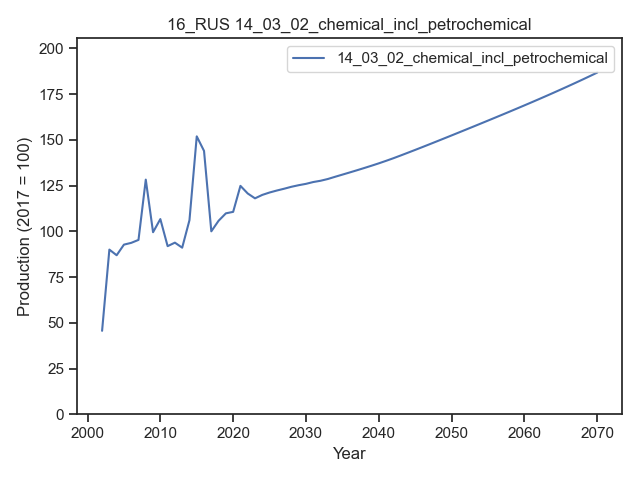 16_RUS 14_03_02_chemical_incl_petrochemical
14_03_02_chemical_incl_petrochemical
Production (2017 = 100)
200
175
150
125
100
75
50
25
0
2000 2010 2020 2030 2040 2050 2060 2070
Year